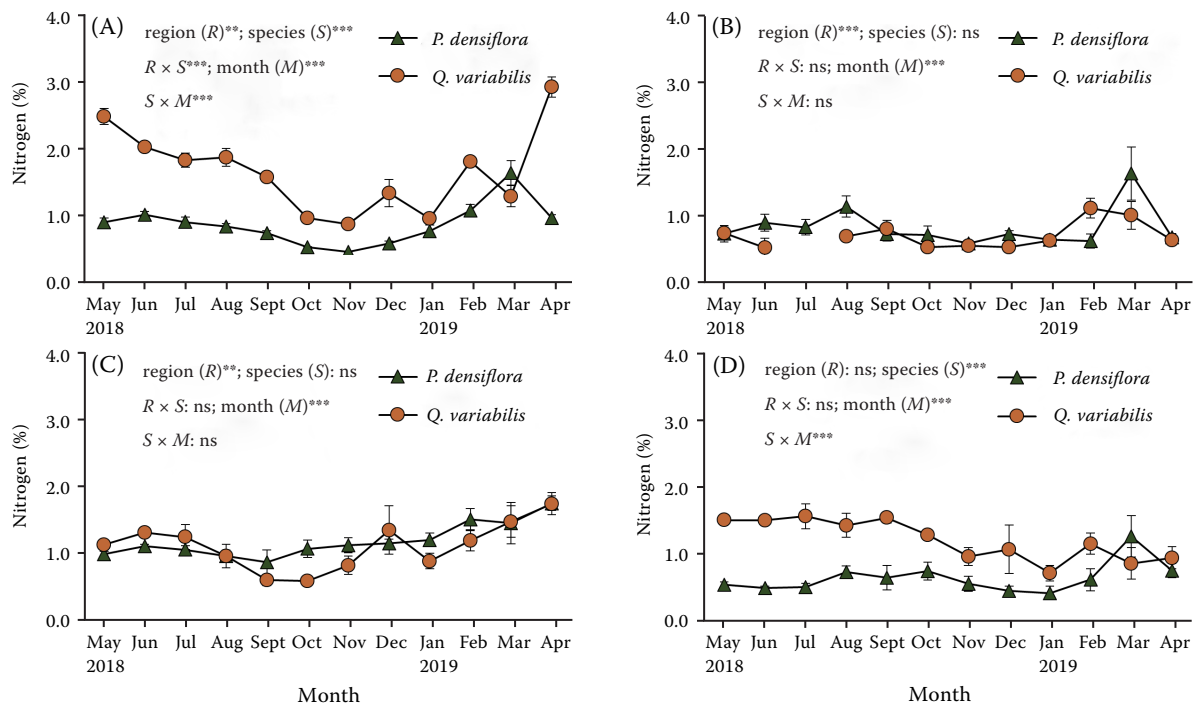 (A)
region (R)**; species (S)***
R × S***; month (M)***
S × M***
P. densiflora
Q. variabilis
Nitrogen (%)
4.0
3.0
2.0
1.0
0.0
May Jun Jul Aug Sept Oct Nov Dec Jan Feb Mar Apr
2018 2019
(B)
region (R)***; species (S): ns
R × S: ns; month (M)***
S × M: ns
P. densiflora
Q. variabilis
Nitrogen (%)
4.0
3.0
2.0
1.0
0.0
May Jun Jul Aug Sept Oct Nov Dec Jan Feb Mar Apr
2018 2019
(C)
region (R)**; species (S): ns
R × S: ns; month (M)***
S × M: ns
P. densiflora
Q. variabilis
Nitrogen (%)
4.0
3.0
2.0
1.0
0.0
May Jun Jul Aug Sept Oct Nov Dec Jan Feb Mar Apr
2018 2019
Month
(D)
region (R): ns; species (S)***
R × S: ns; month (M)***
S × M***
P. densiflora
Q. variabilis
Nitrogen (%)
4.0
3.0
2.0
1.0
0.0
May Jun Jul Aug Sept Oct Nov Dec Jan Feb Mar Apr
2018 2019
Month